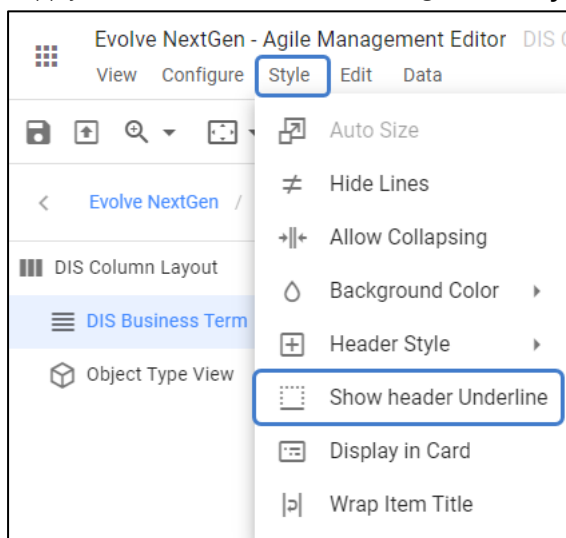 Evolve NextGen - Agile Management Editor DIS
View Configure Style Edit Data
Auto Size
Hide Lines
Evolve NextGen /
Allow Collapsing
DIS Column Layout
Background Color
DIS Business Term
Header Style
Object Type View
Show header Underline
Display in Card
Wrap Item Title